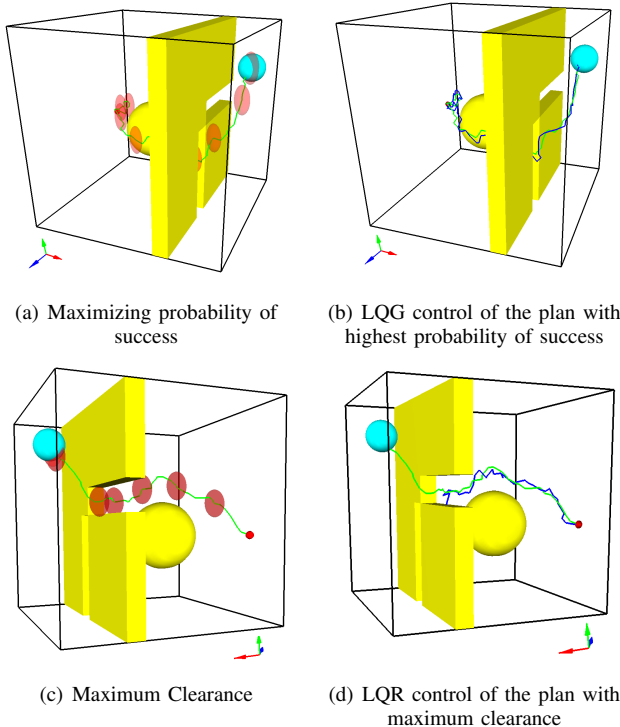 (a) Maximizing probability of
success
(b) LQG control of the plan with
highest probability of success
(c) Maximum Clearance
(d) LQR control of the plan with
maximum clearance